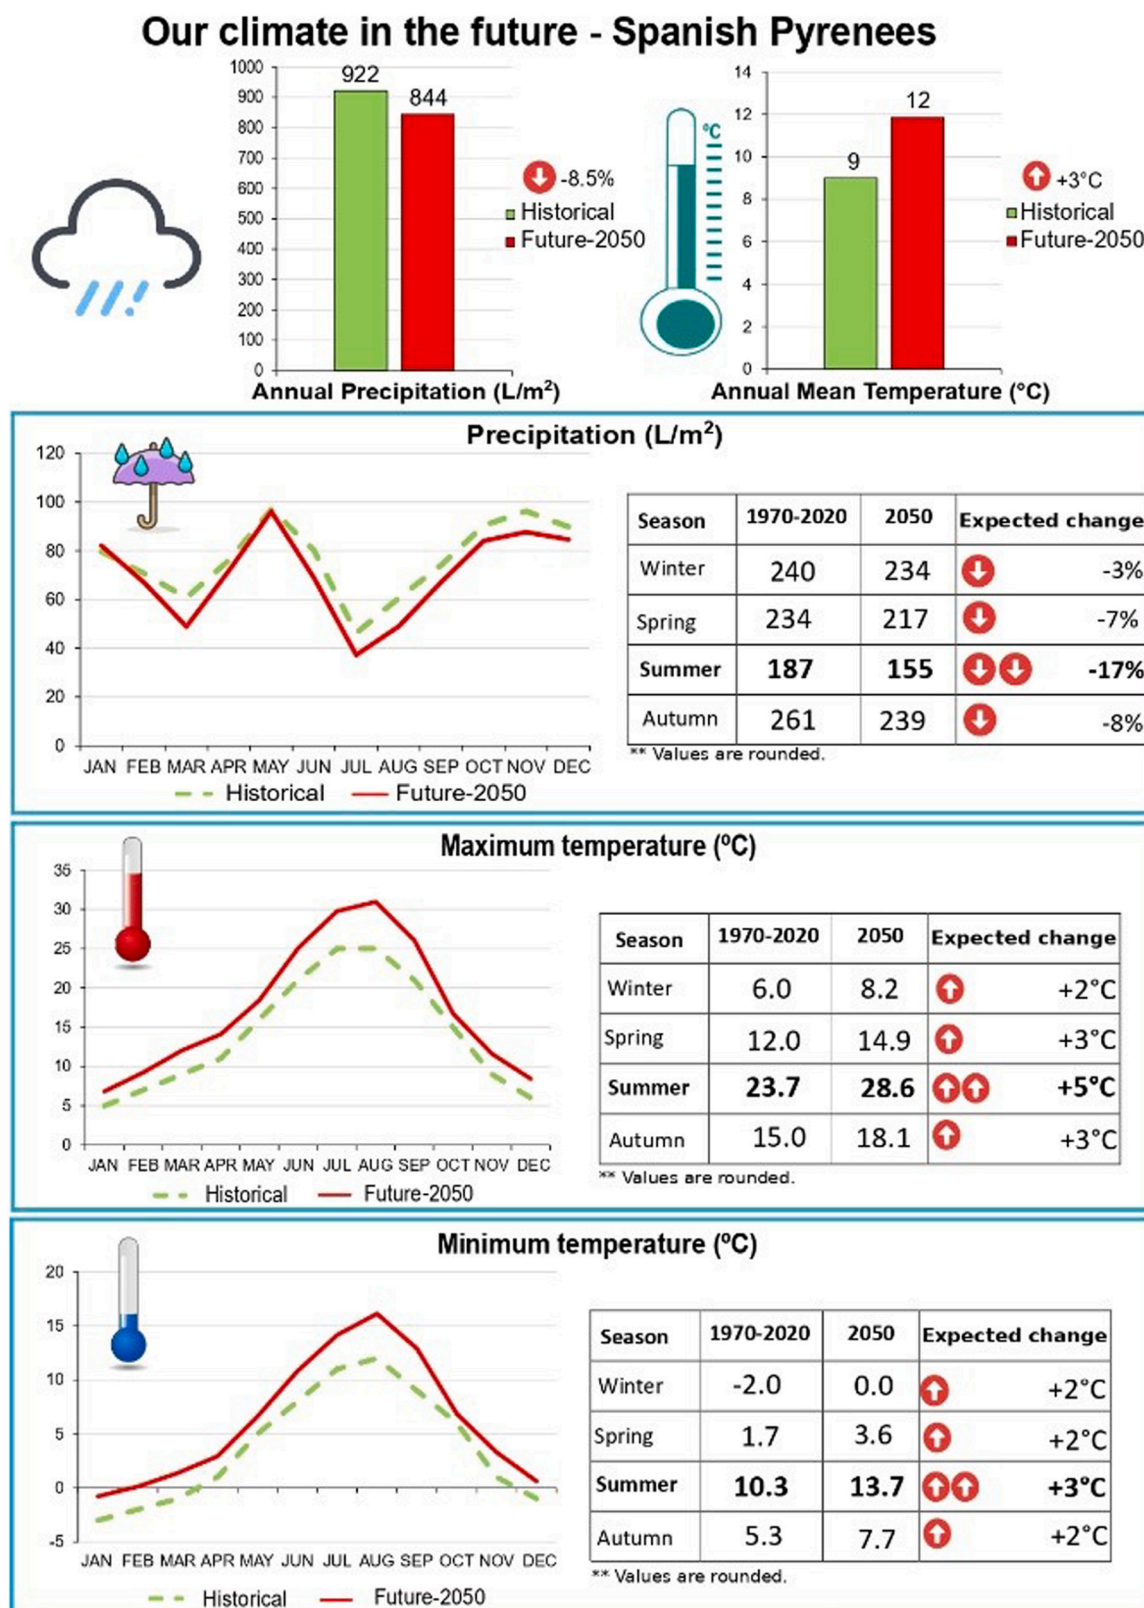 Our climate in the future - Spanish Pyrenees
1000
900
800
700
600
500
400
300
200
100
0
922
844
-8.5%
Historical
Future-2050
Annual Precipitation (L/m²)
°C
14
12
10
8
6
4
2
0
9
12
+3°C
Historical
Future-2050
Annual Mean Temperature (°C)
Precipitation (L/m²)
120
100
80
60
40
20
0
JAN FEB MAR APR MAY JUN JUL AUG SEP OCT NOV DEC
Historical Future-2050
Season 1970-2020 2050 Expected change
Winter 240 234 -3%
Spring 234 217 -7%
Summer 187 155 -17%
Autumn 261 239 -8%
** Values are rounded.
Maximum temperature (ºC)
35
30
25
20
15
10
5
0
JAN FEB MAR APR MAY JUN JUL AUG SEP OCT NOV DEC
Historical Future-2050
Season 1970-2020 2050 Expected change
Winter 6.0 8.2 +2°C
Spring 12.0 14.9 +3°C
Summer 23.7 28.6 +5°C
Autumn 15.0 18.1 +3°C
** Values are rounded.
Minimum temperature (ºC)
20
15
10
5
0
-5
JAN FEB MAR APR MAY JUN JUL AUG SEP OCT NOV DEC
Historical Future-2050
Season 1970-2020 2050 Expected change
Winter -2.0 0.0 +2°C
Spring 1.7 3.6 +2°C
Summer 10.3 13.7 +3°C
Autumn 5.3 7.7 +2°C
** Values are rounded.